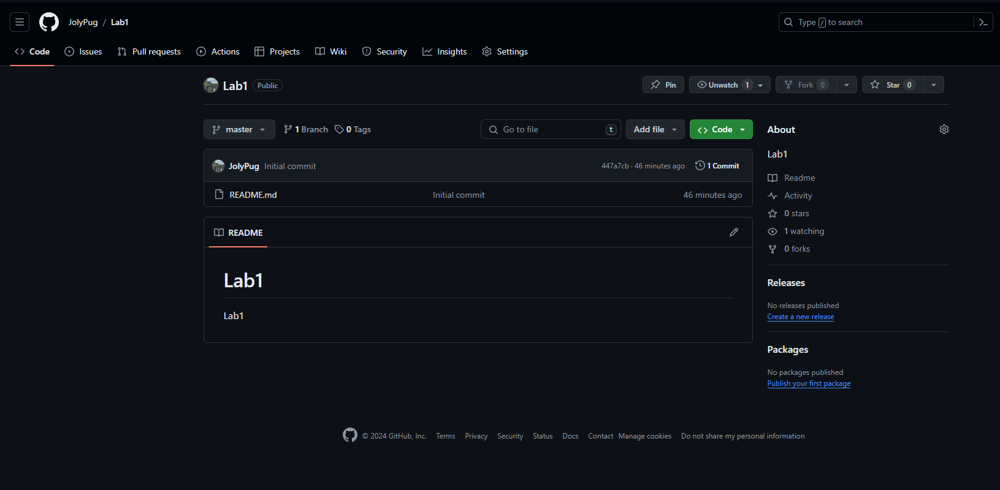 JolyPug / Lab1
Type / to search
Code Issues Pull requests Actions Projects Wiki Security Insights Settings
Lab1 Public
Pin Unwatch 1 Fork 0 Star 0
master 1 Branch 0 Tags
Go to file t Add file Code
JolyPug Initial commit 447a7cb · 46 minutes ago 1 Commit
README.md Initial commit 46 minutes ago
README
Lab1
Lab1
About
Lab1
Readme
Activity
0 stars
1 watching
0 forks
Releases
No releases published
Create a new release
Packages
No packages published
Publish your first package
© 2024 GitHub, Inc. Terms Privacy Security Status Docs Contact Manage cookies Do not share my personal information